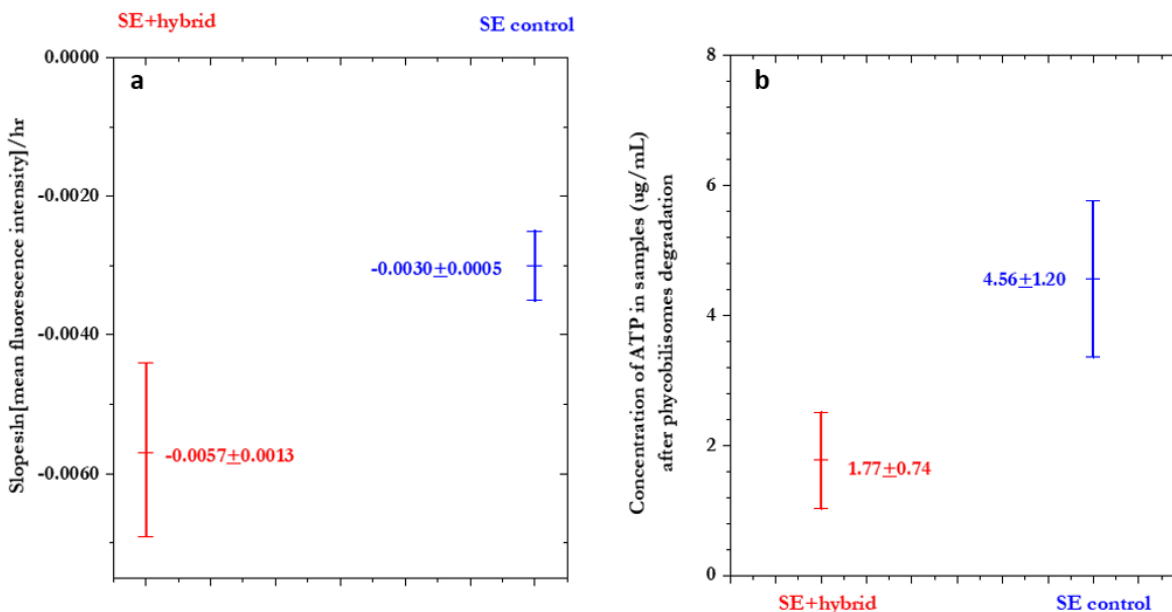 SE+hybrid
SE control
a
0.0000
-0.0020
-0.0040
-0.0060
Slopes:ln[mean fluorescence intensity]/hr
-0.0030±0.0005
-0.0057±0.0013
b
8
6
4
2
0
Concentration of ATP in samples (ug/mL)
after phycobilisomes degradation
4.56±1.20
1.77±0.74
SE+hybrid
SE control